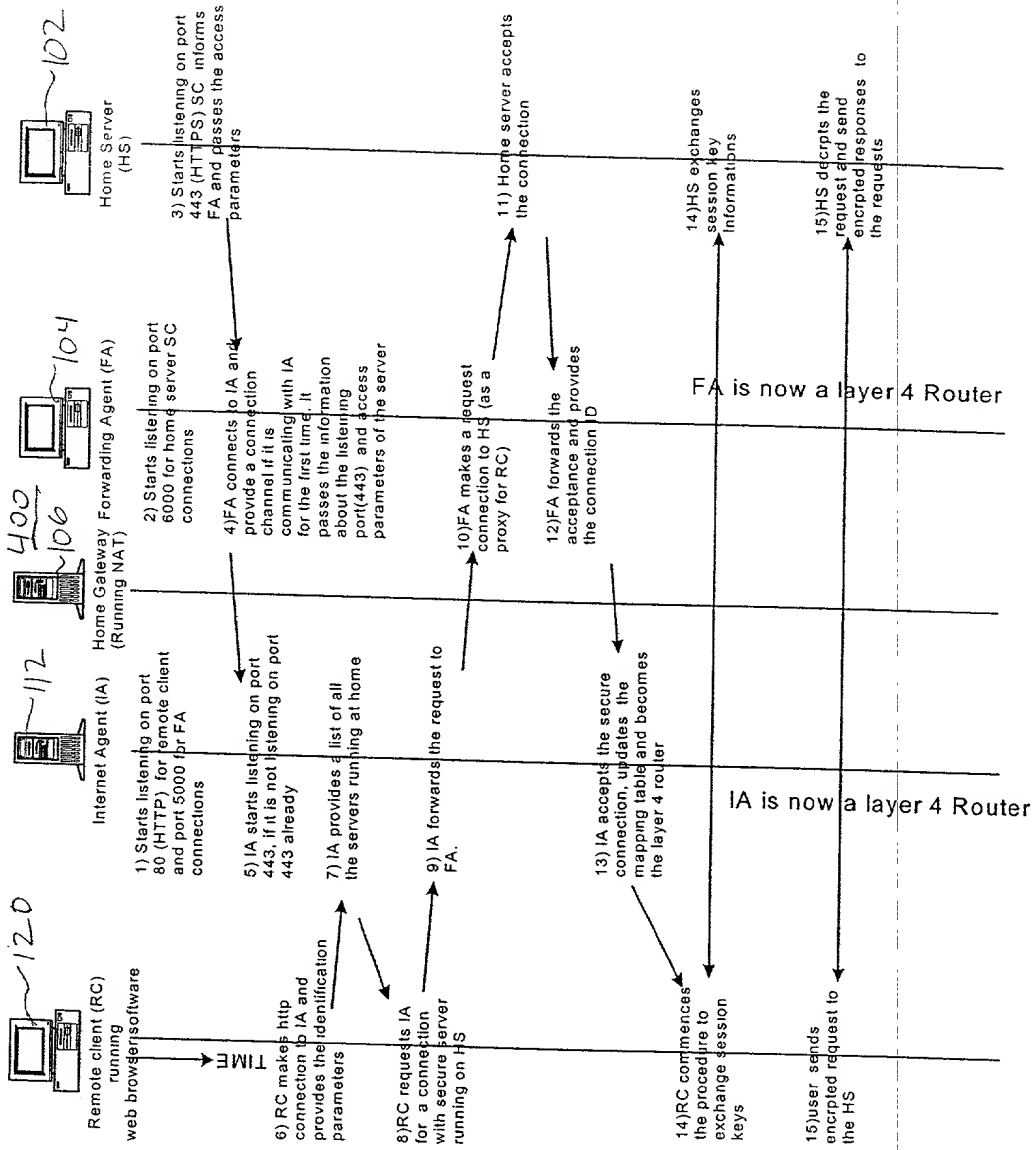 120
Remote client (RC)
running
web browser software
TIME
112
Internet Agent (IA)
400
106
Home Gateway
(Running NAT)
104
Forwarding Agent (FA)
102
Home Server
(HS)
1) Starts listening on port
80 (HTTP) for remote client
and port 5000 for FA
connections
2) Starts listening on port
6000 for home server SC
connections
3) Starts listening on port
443 (HTTPS) SC informs
FA and passes the access
parameters
4)FA connects to IA and
provide a connection
channel if it is
communicating with IA
for the first time. It
passes the information
about the listening
port(443) and access
parameters of the server
5) IA starts listening on port
443, if it is not listening on port
443 already
6) RC makes http
connection to IA and
provides the identification
parameters
7) IA provides a list of all
the servers running at home
8)RC requests IA
for a connection
with secure server
running on HS
9) IA forwards the request to
FA.
10)FA makes a request
connection to HS (as a
proxy for RC)
11) Home server accepts
the connection
12)FA forwards the
acceptance and provides
the connection ID
13) IA accepts the secure
connection, updates the
mapping table and becomes
the layer 4 router
14)RC commences
the procedure to
exchange session
keys
14)HS exchanges
session key
Informations
FA is now a layer 4 Router
IA is now a layer 4 Router
15)user sends
encrpted request to
the HS
15)HS decrpts the
request and send
encrpted responses to
the requests